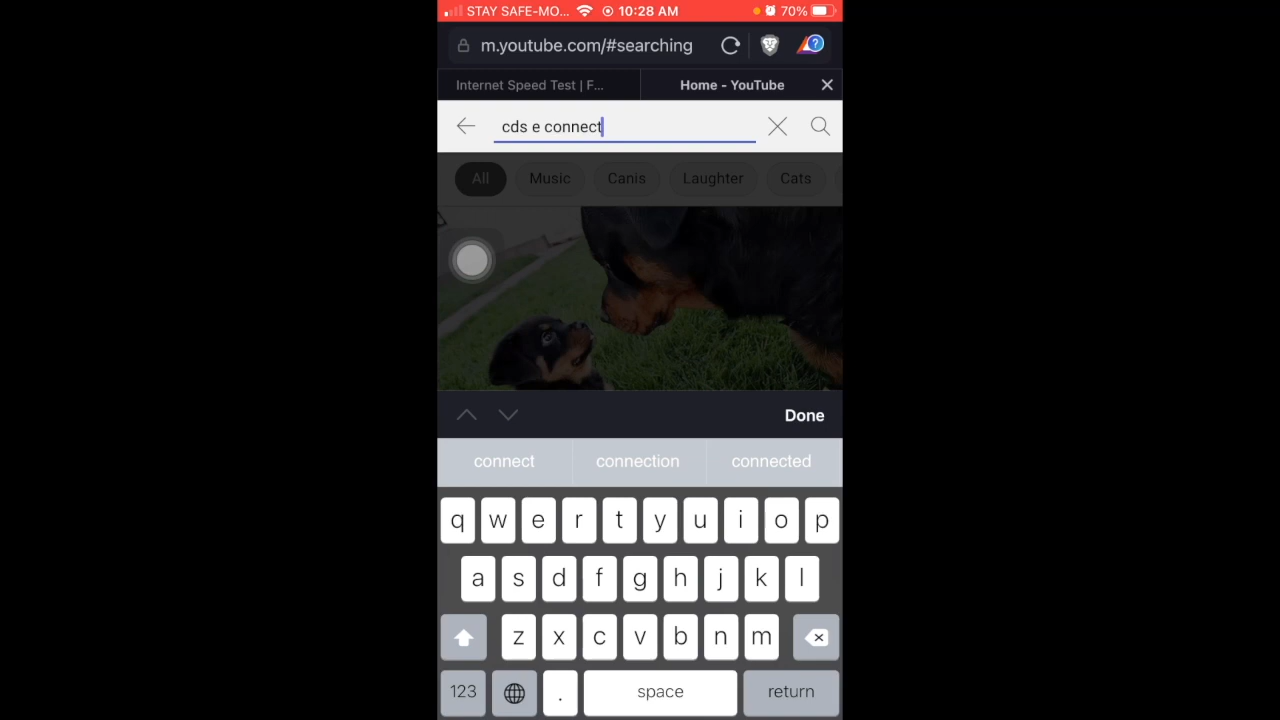 STAY SAFE-MO... 10:28 AM 70%
m.youtube.com/#searching ?
Internet Speed Test | F... Home - YouTube
cds e connect
All Music Canis Laughter Cats
Done
connect connection connected
q w e r t y u i o p
a s d f g h j k l
z x c v b n m
123 . space return